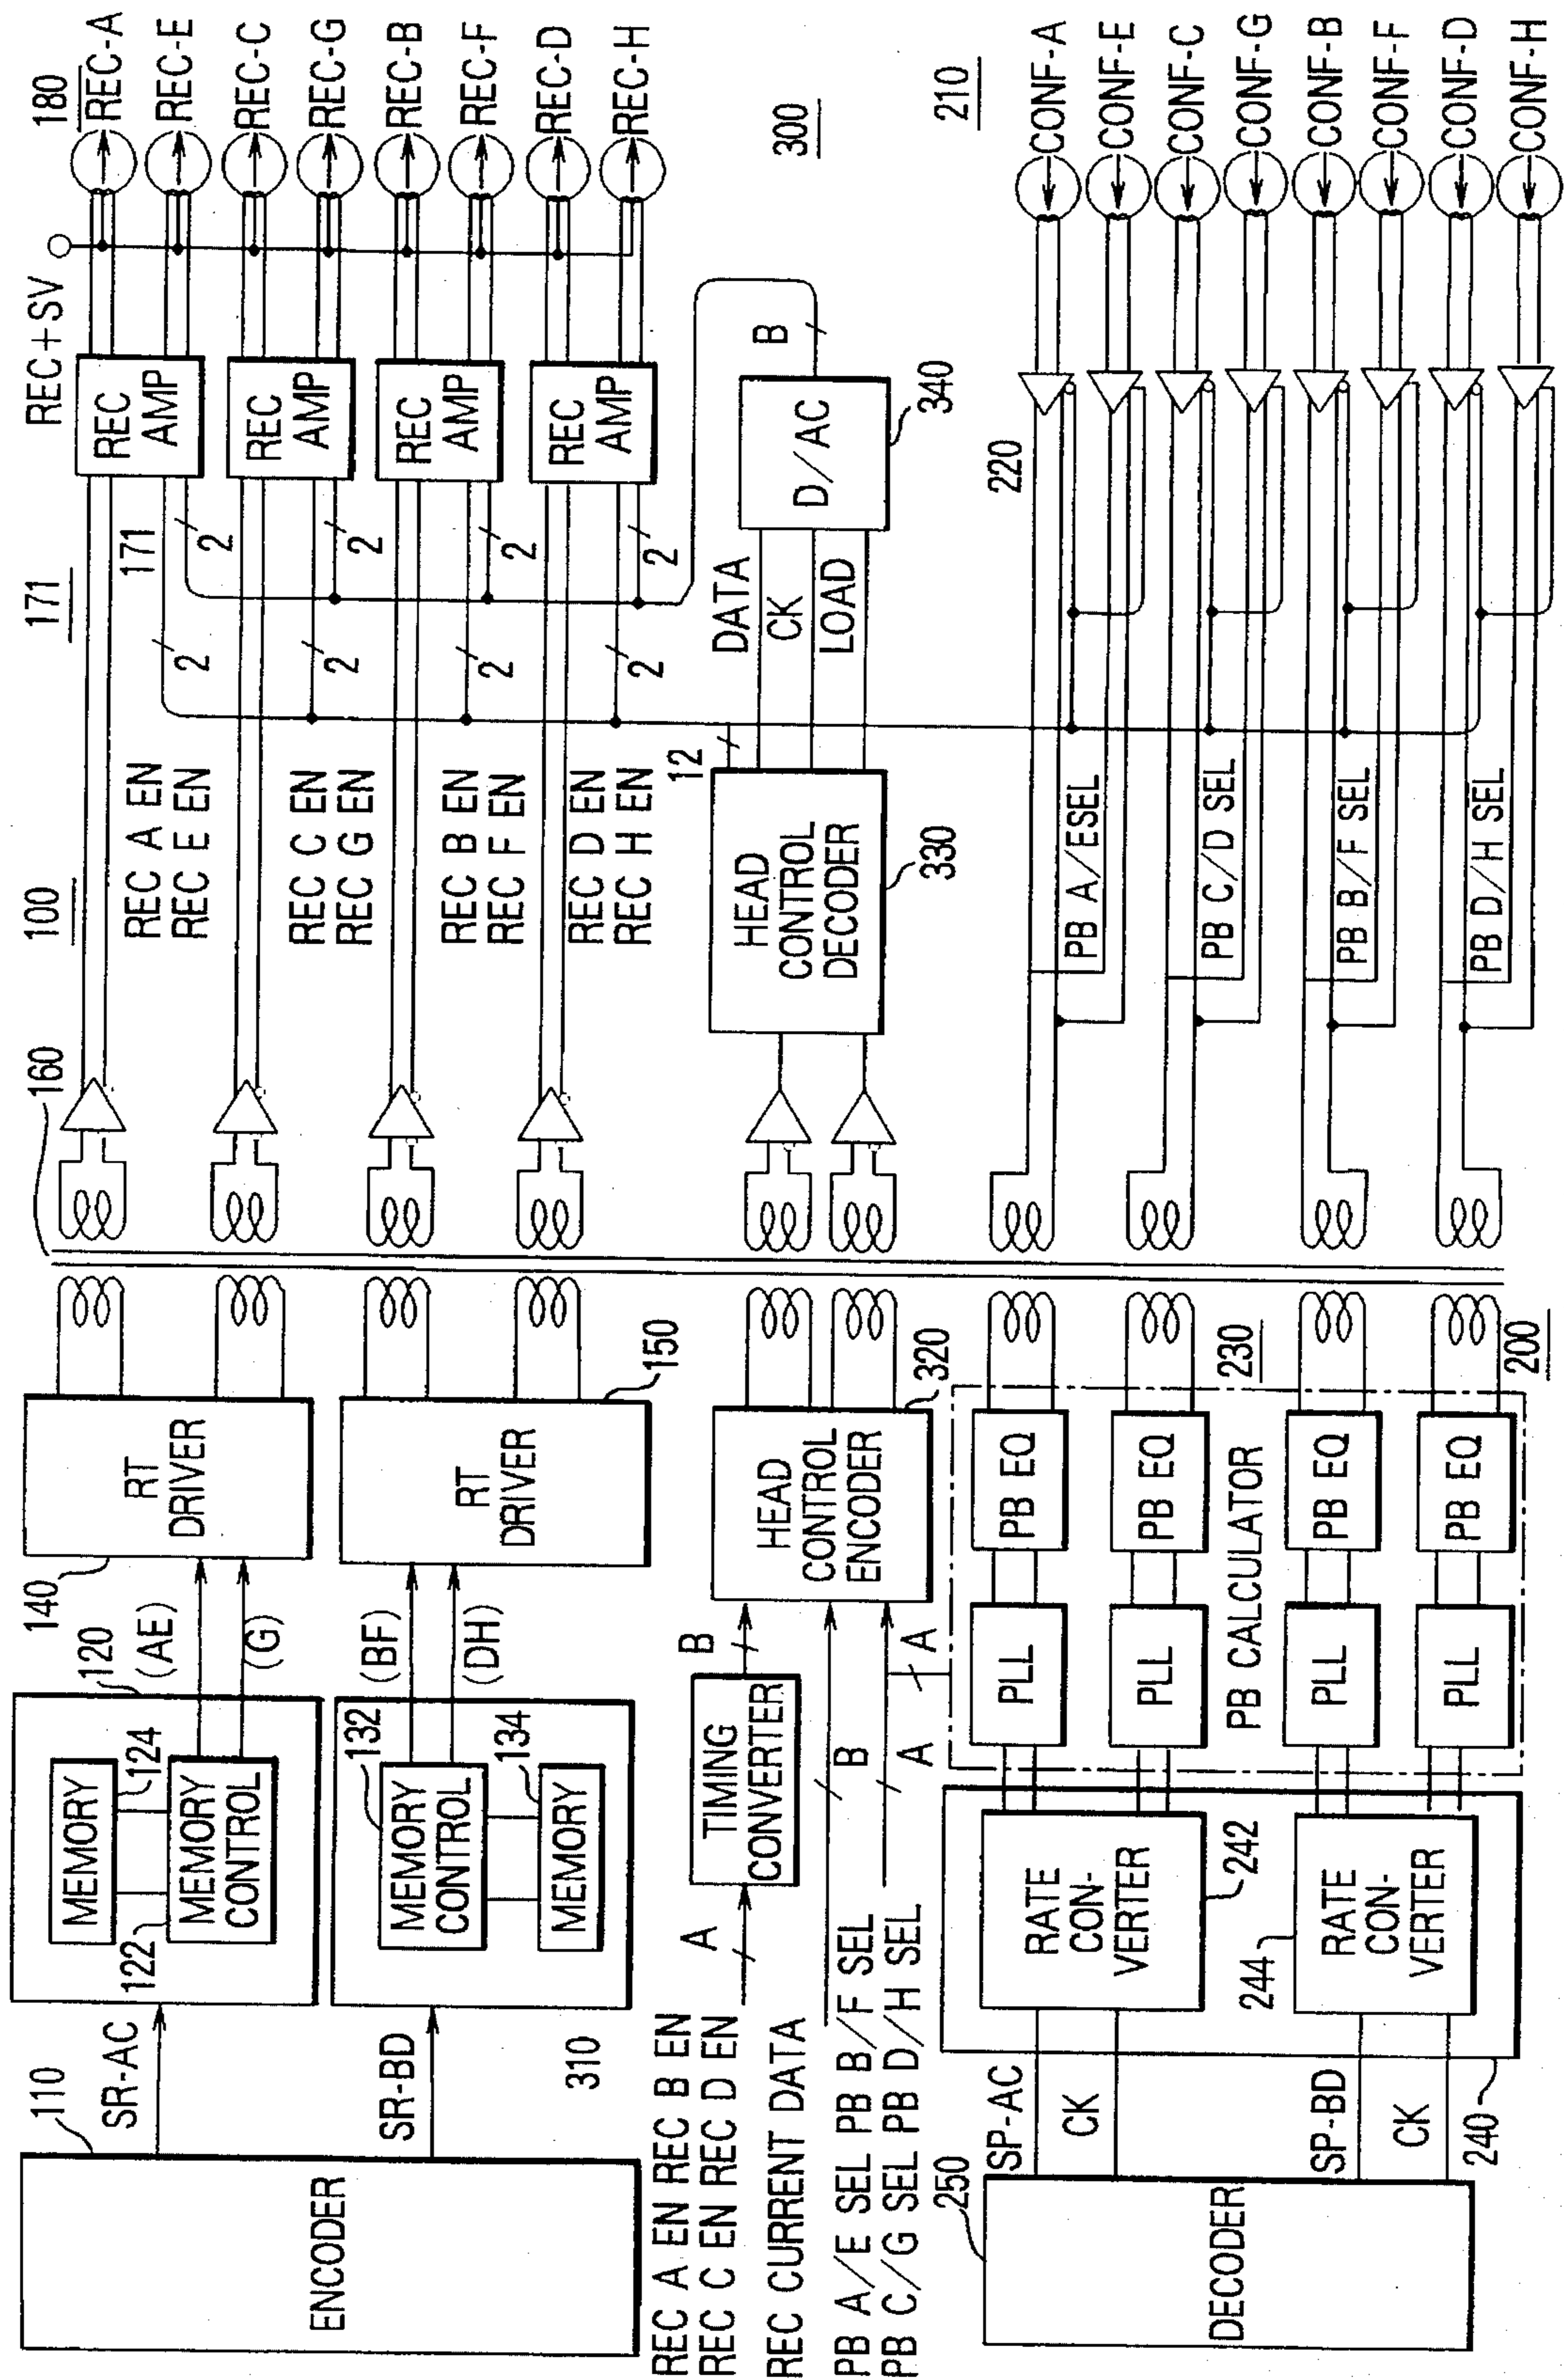 110
ENCODER
SR-AC
SR-BD
310
120
MEMORY
124
MEMORY
CONTROL
122
132
MEMORY
CONTROL
134
MEMORY
140
(AE)
(G)
(BF)
(DH)
RT
DRIVER
RT
DRIVER
150
160
100
171
171
REC+SV
180
REC A EN
REC E EN
REC C EN
REC G EN
REC B EN
REC F EN
REC D EN
REC H EN
2
2
2
2
2
2
2
2
REC
AMP
REC
AMP
REC
AMP
REC
AMP
REC-A
REC-E
REC-C
REC-G
REC-B
REC-F
REC-D
REC-H
REC A EN REC B EN
REC C EN REC D EN
REC CURRENT DATA
PB A/E SEL PB B/F SEL
PB C/G SEL PB D/H SEL
A
TIMING
CONVERTER
B
B
A
A
HEAD
CONTROL
ENCODER
320
HEAD
CONTROL
DECODER
330
12
DATA
CK
LOAD
D/AC
340
B
300
250
DECODER
SP-AC
CK
SP-BD
CK
240
RATE
CON-
VERTER
242
244
RATE
CON-
VERTER
PLL
PB EQ
PLL
PB EQ
PB CALCULATOR
230
PLL
PB EQ
PLL
PB EQ
200
PB A/ESEL
PB C/D SEL
PB B/F SEL
PB D/H SEL
220
210
CONF-A
CONF-E
CONF-C
CONF-G
CONF-B
CONF-F
CONF-D
CONF-H